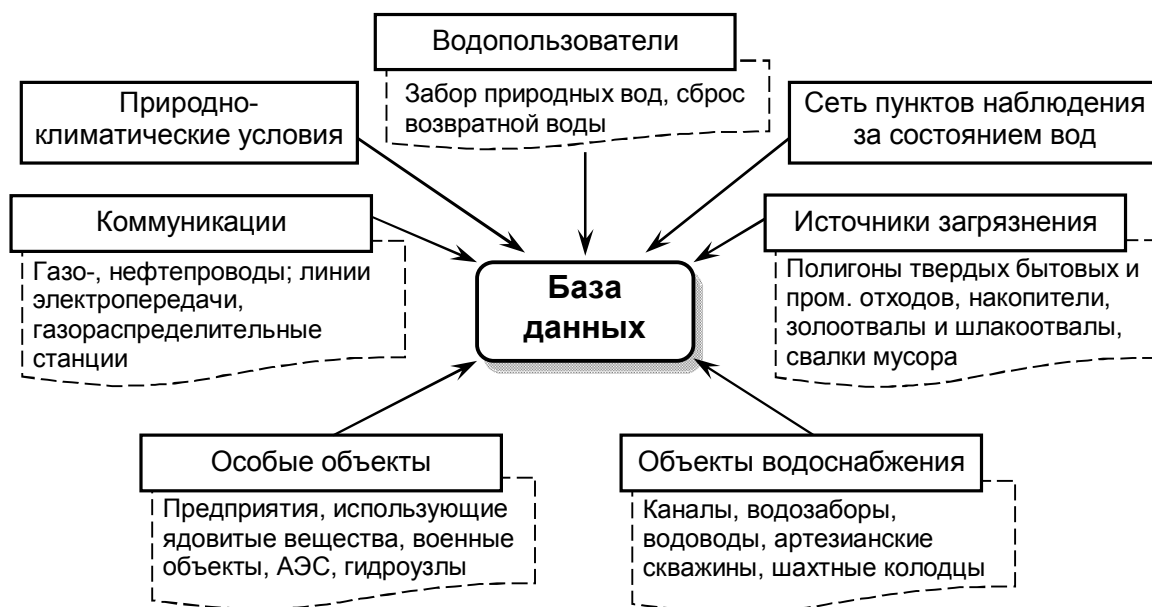 Водопользователи
Забор природных вод, сброс
возвратной воды
Природно-
климатические условия
Сеть пунктов наблюдения
за состоянием вод
Коммуникации
Газо-, нефтепроводы; линии
электропередачи,
газораспределительные
станции
База
данных
Источники загрязнения
Полигоны твердых бытовых и
пром. отходов, накопители,
золоотвалы и шлакоотвалы,
свалки мусора
Особые объекты
Предприятия, использующие
ядовитые вещества, военные
объекты, АЭС, гидроузлы
Объекты водоснабжения
Каналы, водозаборы,
водоводы, артезианские
скважины, шахтные колодцы